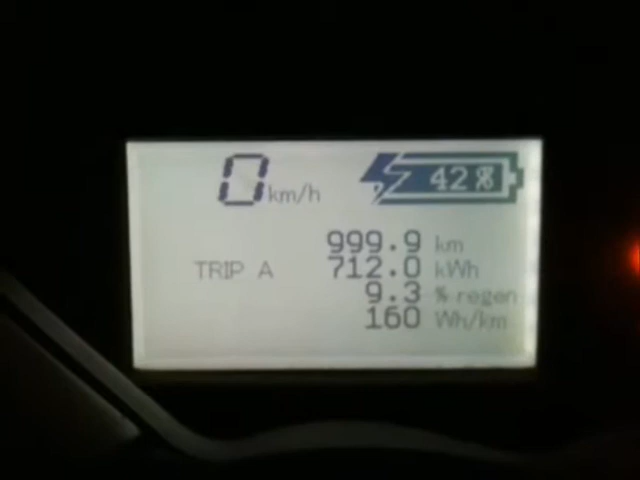 0 km/h 42%
999.9 km
TRIP A 712.0 kWh
9.3 % regen
160 Wh/km